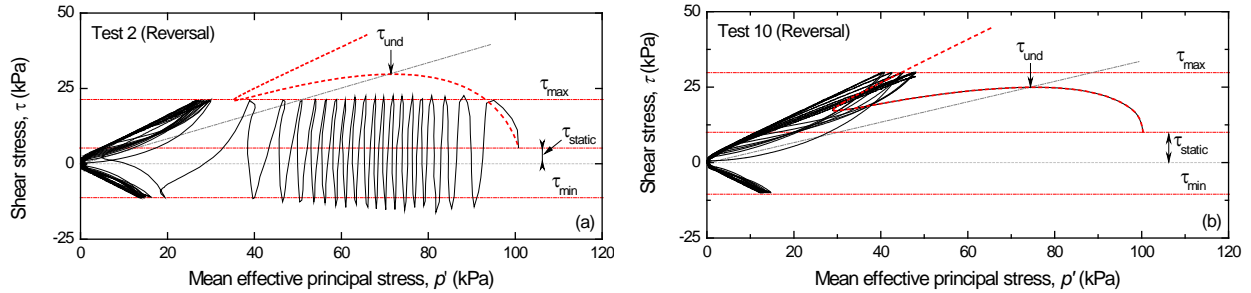 Test 2 (Reversal)
τund
τmax
τstatic
τmin
(a)
50
25
0
-25
0 20 40 60 80 100 120
Shear stress, τ (kPa)
Mean effective principal stress, p' (kPa)
Test 10 (Reversal)
τund
τmax
τstatic
τmin
(b)
50
25
0
-25
0 20 40 60 80 100 120
Shear stress, τ (kPa)
Mean effective principal stress, p′ (kPa)